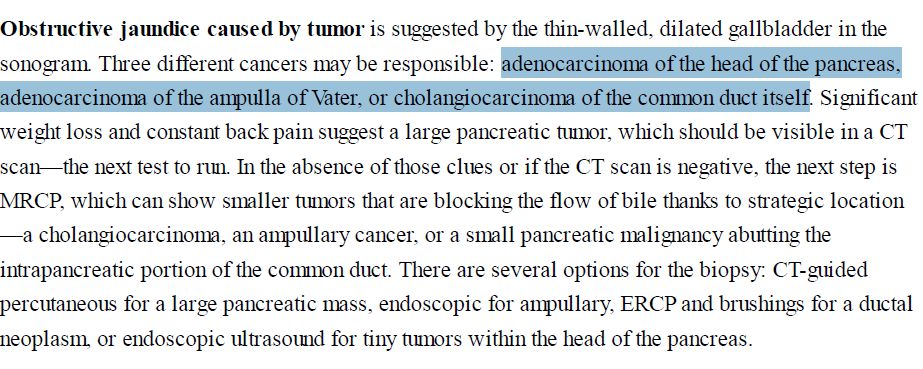 Obstructive jaundice caused by tumor is suggested by the thin-walled, dilated gallbladder in the
sonogram. Three different cancers may be responsible: adenocarcinoma of the head of the pancreas,
adenocarcinoma of the ampulla of Vater, or cholangiocarcinoma of the common duct itself. Significant
weight loss and constant back pain suggest a large pancreatic tumor, which should be visible in a CT
scan—the next test to run. In the absence of those clues or if the CT scan is negative, the next step is
MRCP, which can show smaller tumors that are blocking the flow of bile thanks to strategic location
—a cholangiocarcinoma, an ampullary cancer, or a small pancreatic malignancy abutting the
intrapancreatic portion of the common duct. There are several options for the biopsy: CT-guided
percutaneous for a large pancreatic mass, endoscopic for ampullary, ERCP and brushings for a ductal
neoplasm, or endoscopic ultrasound for tiny tumors within the head of the pancreas.